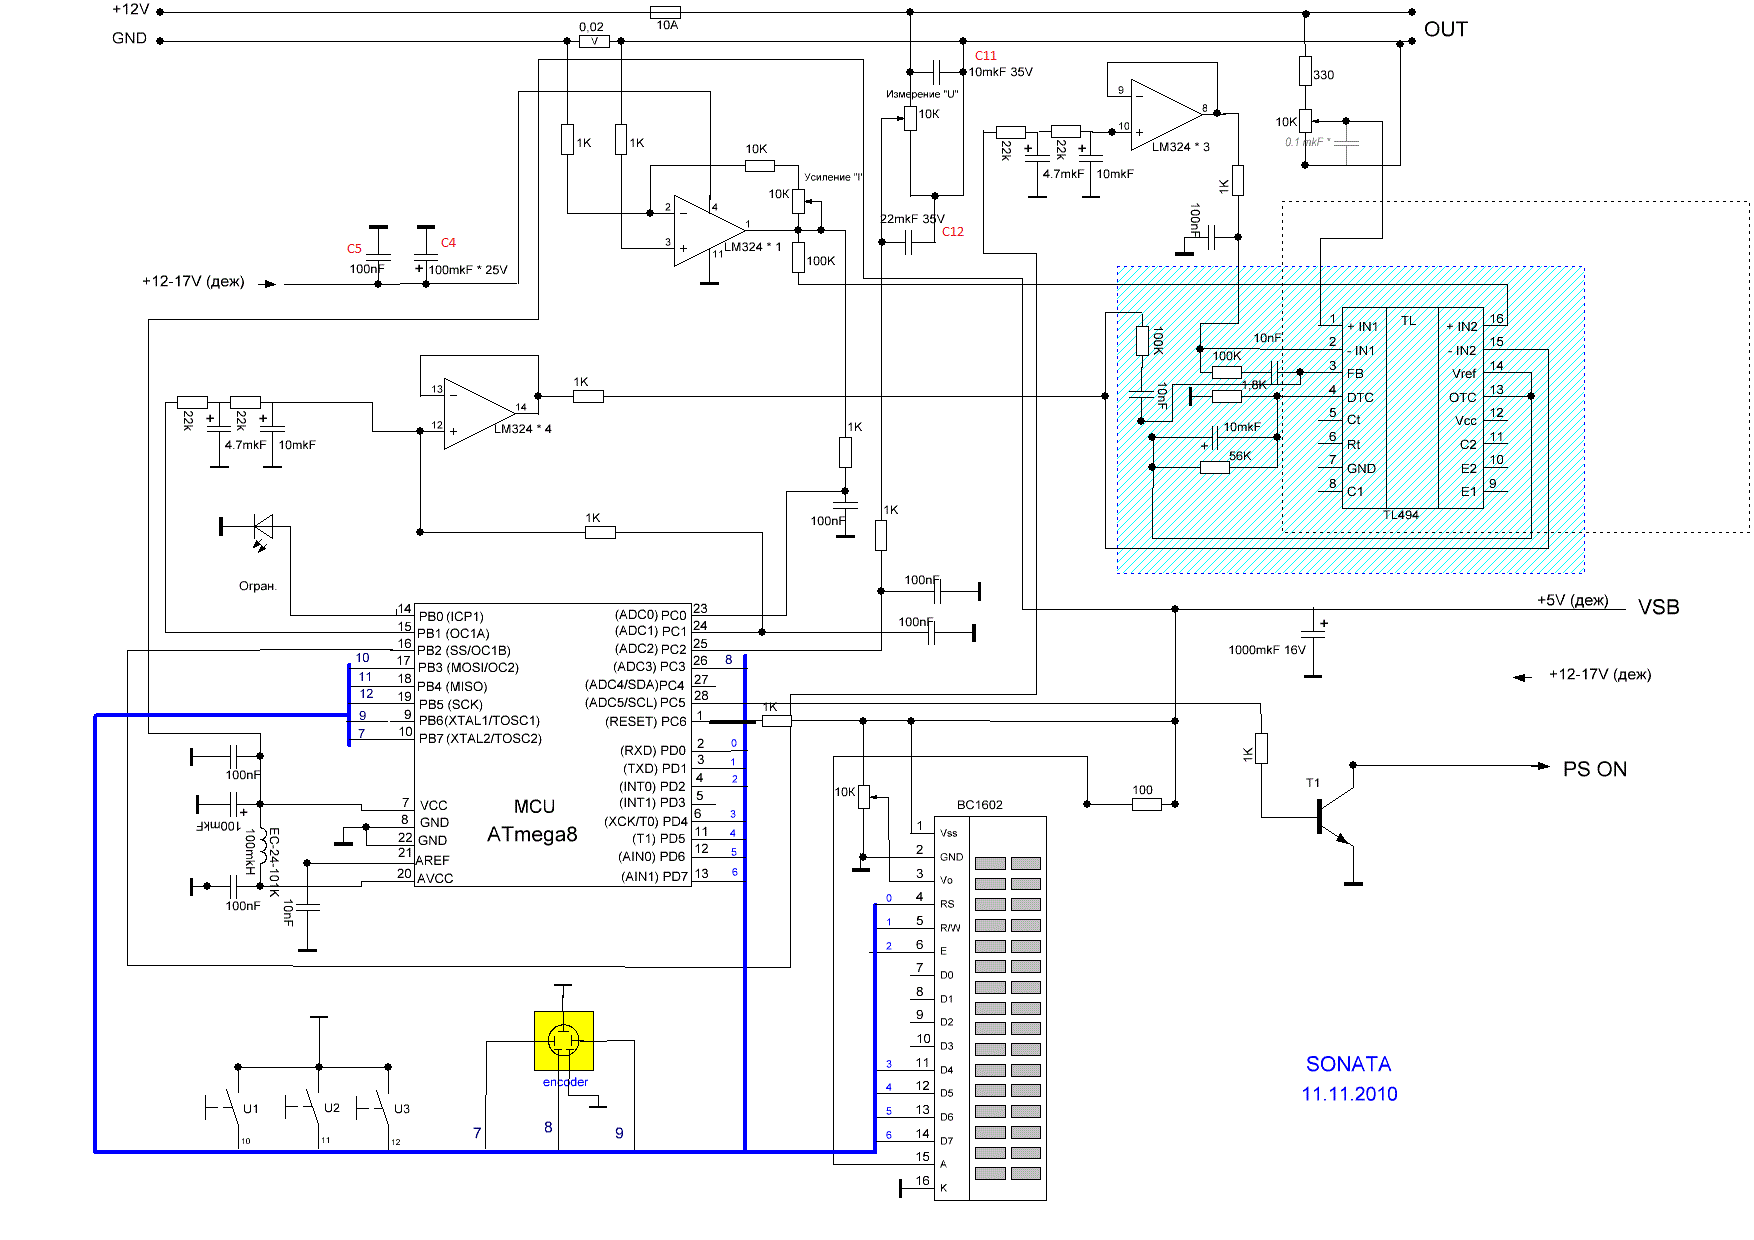 +12V
10A
GND
0,02
V
OUT
C11
10mkF 35V
Измерение "U"
10K
330
10K
0.1 mkF *
9
8
10
LM324 * 3
22k
22k
4.7mkF
10mkF
1K
100nF
1K
1K
10K
Усиление "I"
10K
2
4
1
3
11
LM324 * 1
100K
22mkF 35V
C12
C5
100nF
C4
100mkF * 25V
+12-17V (деж)
1K
13
14
12
LM324 * 4
22k
22k
4.7mkF
10mkF
100K
10nF
100K
10nF
1,8K
10mkF
56K
TL
1 + IN1
2 - IN1
3 FB
4 DTC
5 Ct
6 Rt
7 GND
8 C1
+ IN2 16
- IN2 15
Vref 14
OTC 13
Vcc 12
C2 11
E2 10
E1 9
TL494
1K
100nF
1K
1K
100nF
100nF
Огран.
14 PB0 (ICP1)
15 PB1 (OC1A)
16 PB2 (SS/OC1B)
10 17 PB3 (MOSI/OC2)
11 18 PB4 (MISO)
12 19 PB5 (SCK)
9 9 PB6(XTAL1/TOSC1)
7 10 PB7(XTAL2/TOSC2)
7 VCC
8 GND
22 GND
21 AREF
20 AVCC
MCU
ATmega8
(ADC0) PC0 23
(ADC1) PC1 24
(ADC2) PC2 25
(ADC3) PC3 26 8
(ADC4/SDA)PC4 27
(ADC5/SCL) PC5 28
(RESET) PC6 1
(RXD) PD0 2 0
(TXD) PD1 3 1
(INT0) PD2 4 2
(INT1) PD3 5
(XCK/T0) PD4 6 3
(T1) PD5 11 4
(AIN0) PD6 12 5
(AIN1) PD7 13 6
1K
+5V (деж)
VSB
1000mkF 16V
+12-17V (деж)
100nF
100mkF
EC-24-101K
100mkH
100nF
10nF
10K
100
1K
T1
PS ON
BC1602
1 Vss
2 GND
3 Vo
0 4 RS
1 5 R/W
2 6 E
7 D0
8 D1
9 D2
10 D3
3 11 D4
4 12 D5
5 13 D6
6 14 D7
15 A
16 K
encoder
U1
U2
U3
10
11
12
7
8
9
SONATA
11.11.2010